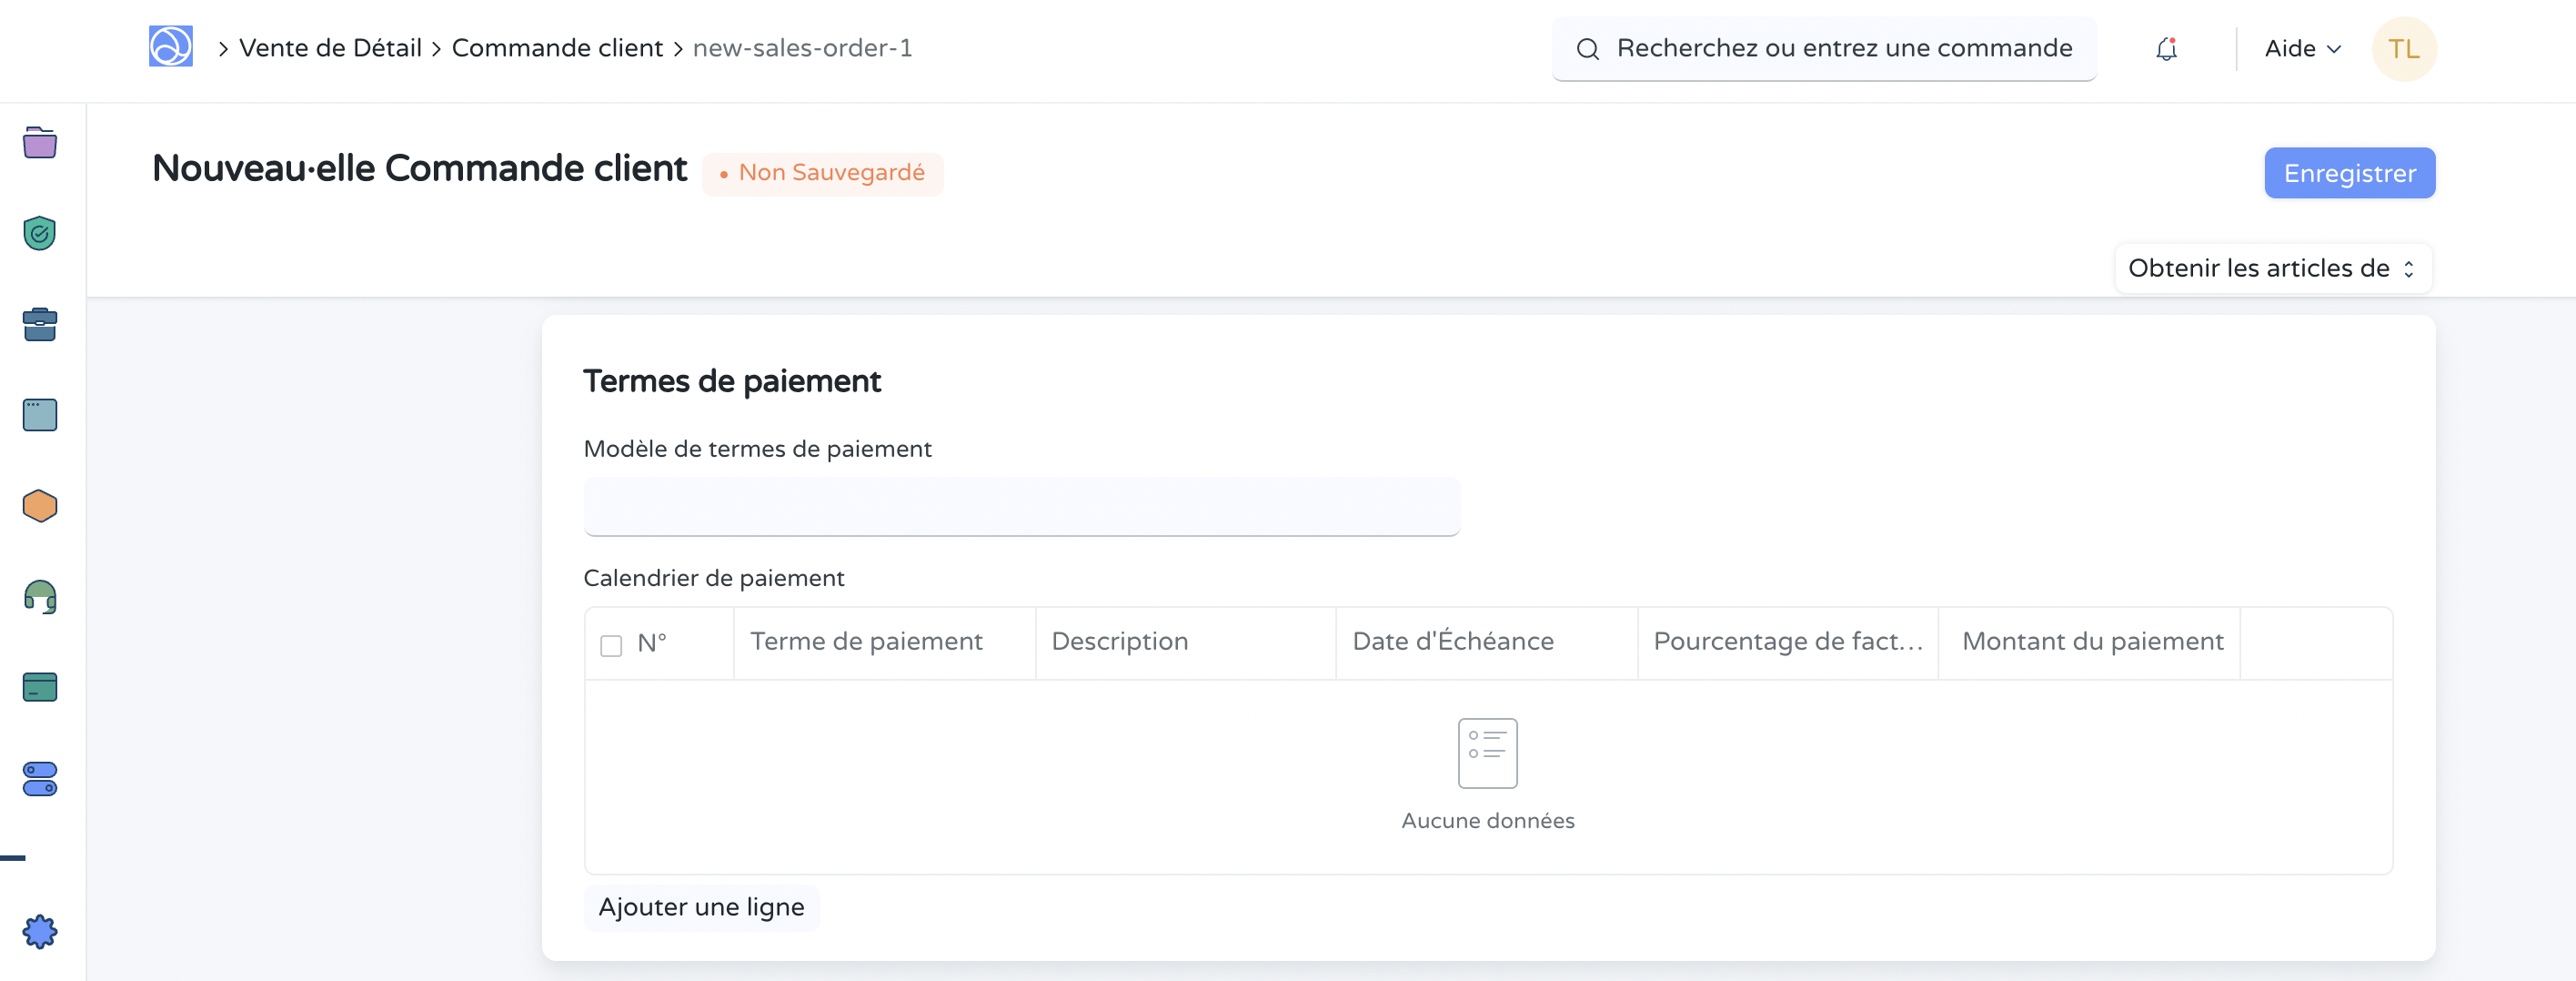 Vente de Détail Commande client new-sales-order-1
Recherchez ou entrez une commande
Aide
TL
Nouveau·elle Commande client
• Non Sauvegardé
Enregistrer
Obtenir les articles de
Termes de paiement
Modèle de termes de paiement
Calendrier de paiement
N° Terme de paiement Description Date d'Échéance Pourcentage de fact... Montant du paiement
Aucune données
Ajouter une ligne